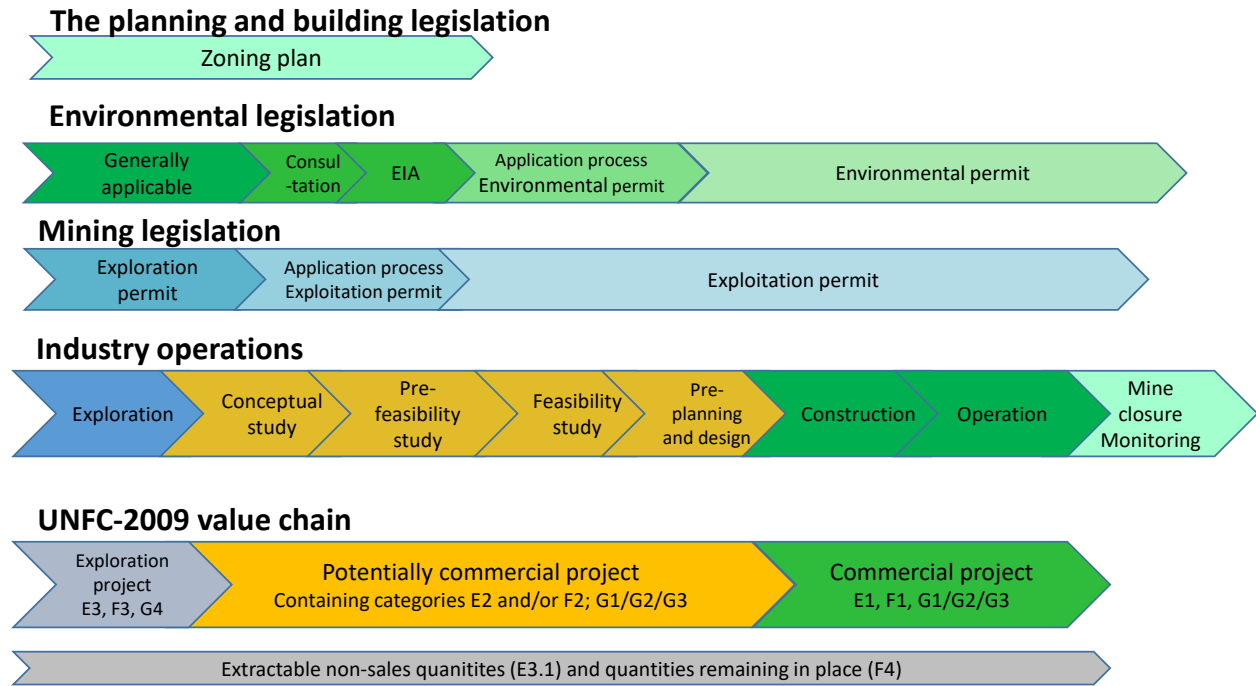 The planning and building legislation
Zoning plan
Environmental legislation
Generally
applicable
Consul
-tation
EIA
Application process
Environmental permit
Environmental permit
Mining legislation
Exploration
permit
Application process
Exploitation permit
Exploitation permit
Industry operations
Exploration
Conceptual
study
Pre-
feasibility
study
Feasibility
study
Pre-
planning
and design
Construction
Operation
Mine
closure
Monitoring
UNFC-2009 value chain
Exploration
project
E3, F3, G4
Potentially commercial project
Containing categories E2 and/or F2; G1/G2/G3
Commercial project
E1, F1, G1/G2/G3
Extractable non-sales quanitites (E3.1) and quantities remaining in place (F4)